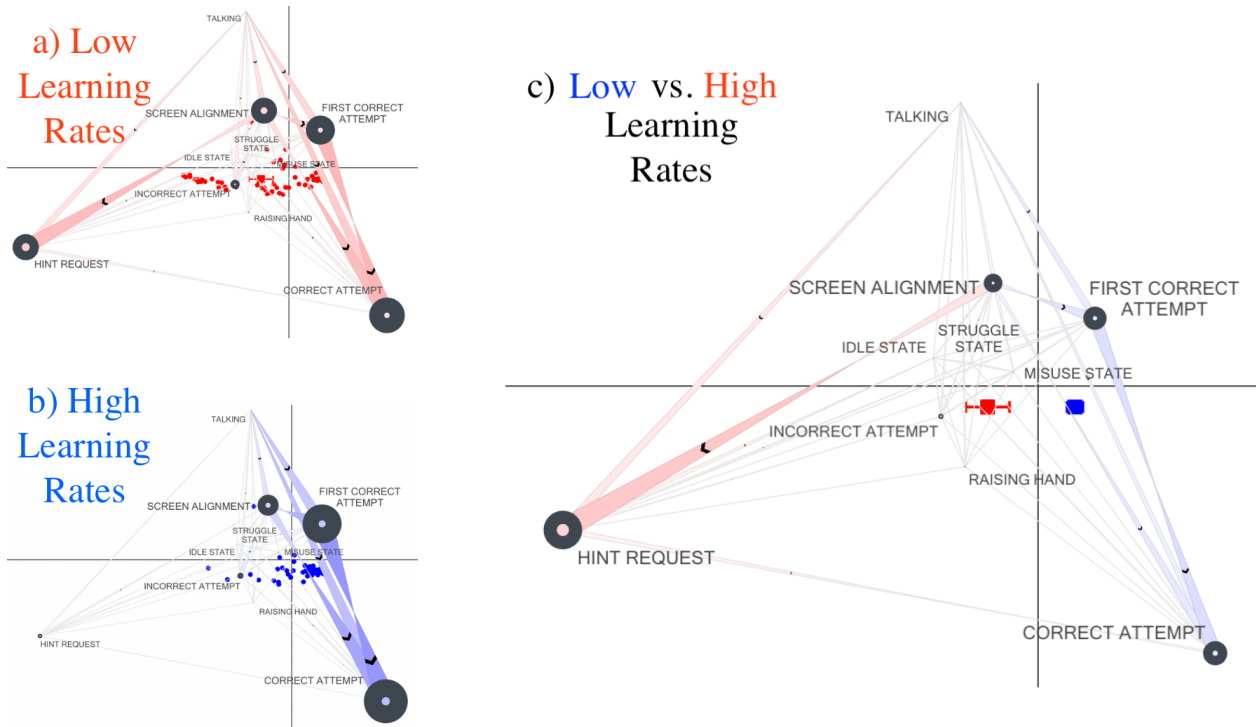 a) Low
Learning
Rates
TALKING
SCREEN ALIGNMENT
FIRST CORRECT
ATTEMPT
STRUGGLE
STATE
IDLE STATE
MISUSE STATE
INCORRECT ATTEMPT
RAISING HAND
HINT REQUEST
CORRECT ATTEMPT
b) High
Learning
Rates
TALKING
SCREEN ALIGNMENT
FIRST CORRECT
ATTEMPT
STRUGGLE
STATE
IDLE STATE
MISUSE STATE
INCORRECT ATTEMPT
RAISING HAND
HINT REQUEST
CORRECT ATTEMPT
c) Low vs. High
Learning
Rates
TALKING
SCREEN ALIGNMENT
FIRST CORRECT
ATTEMPT
STRUGGLE
STATE
IDLE STATE
MISUSE STATE
INCORRECT ATTEMPT
RAISING HAND
HINT REQUEST
CORRECT ATTEMPT